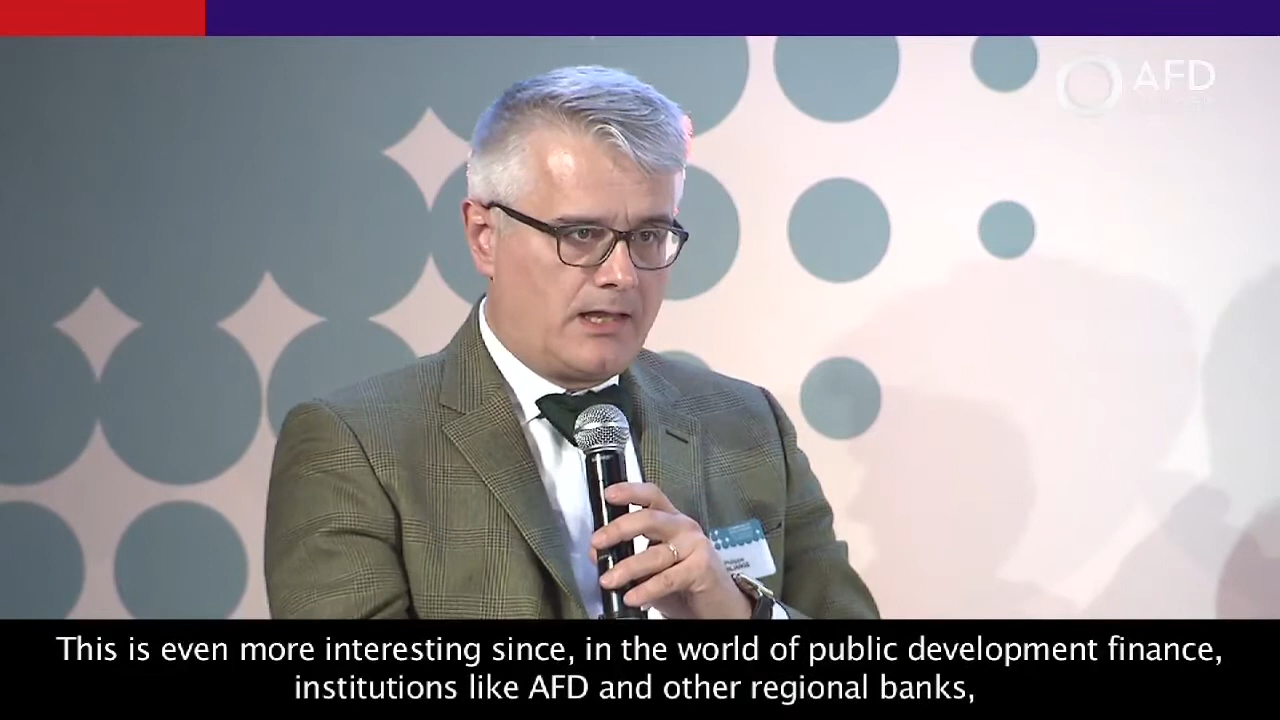 AFD
This is even more interesting since, in the world of public development finance,
institutions like AFD and other regional banks,